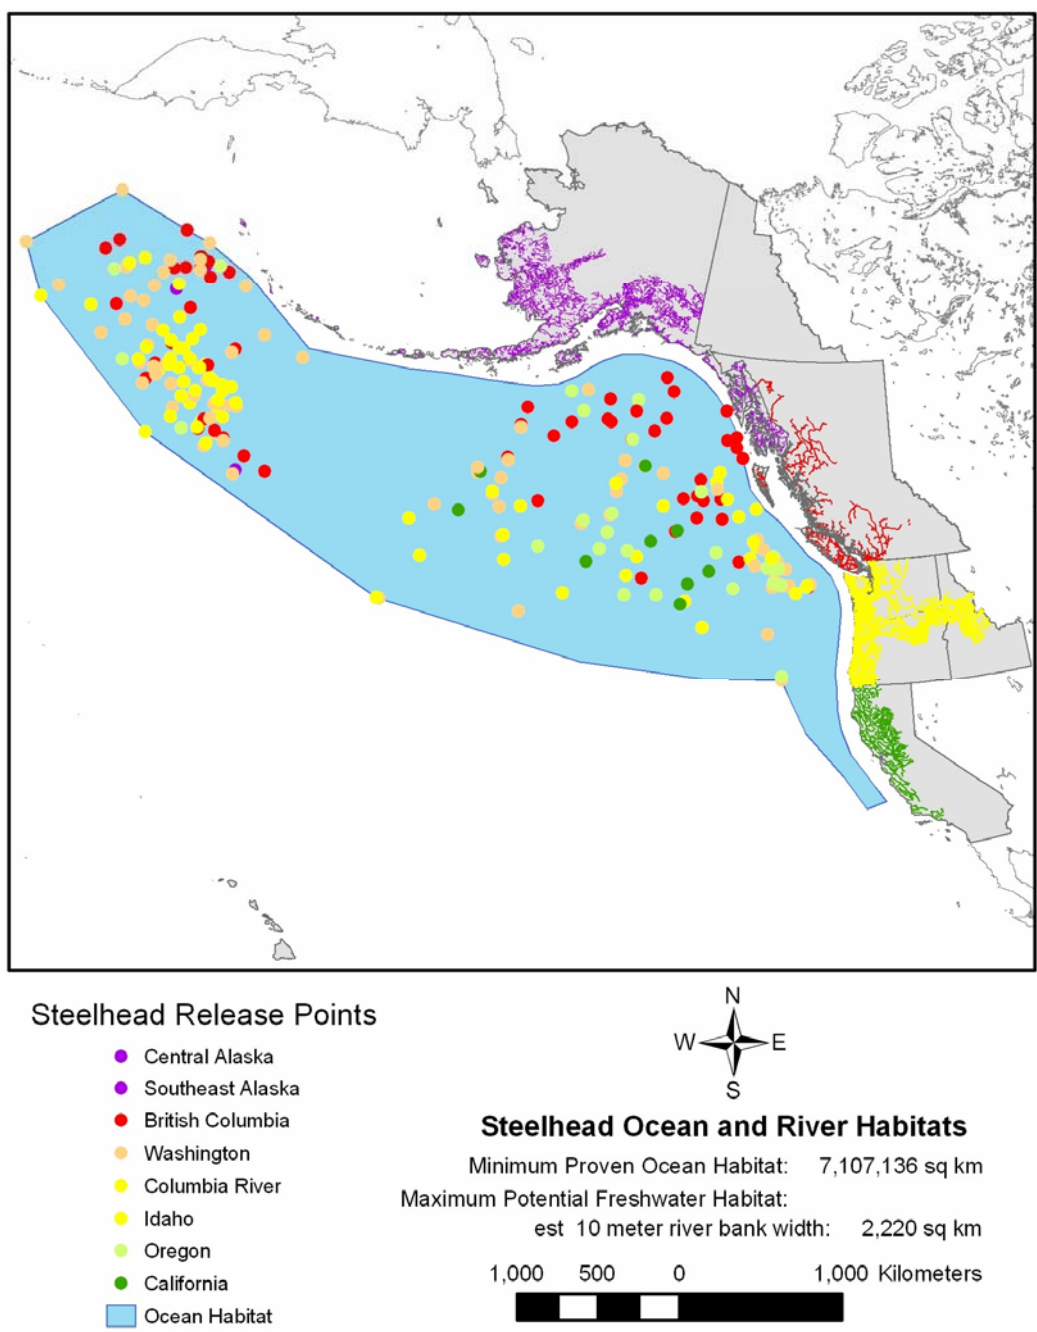 Steelhead Release Points
Central Alaska
Southeast Alaska
British Columbia
Washington
Columbia River
Idaho
Oregon
California
Ocean Habitat
N
W E
S
Steelhead Ocean and River Habitats
Minimum Proven Ocean Habitat: 7,107,136 sq km
Maximum Potential Freshwater Habitat:
est 10 meter river bank width: 2,220 sq km
1,000 500 0 1,000 Kilometers